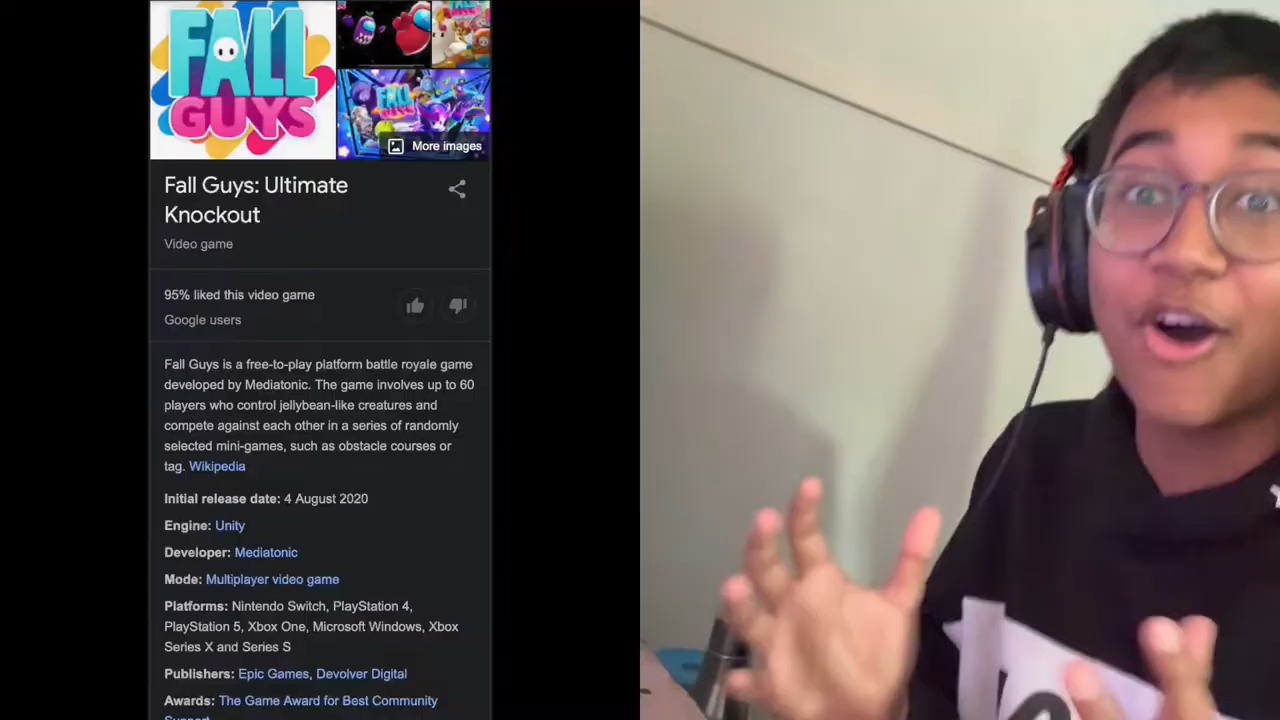 FALL
GUYS
FALL
GUYS
More images
Fall Guys: Ultimate
Knockout
Video game
95% liked this video game
Google users
Fall Guys is a free-to-play platform battle royale game
developed by Mediatonic. The game involves up to 60
players who control jellybean-like creatures and
compete against each other in a series of randomly
selected mini-games, such as obstacle courses or
tag. Wikipedia
Initial release date: 4 August 2020
Engine: Unity
Developer: Mediatonic
Mode: Multiplayer video game
Platforms: Nintendo Switch, PlayStation 4,
PlayStation 5, Xbox One, Microsoft Windows, Xbox
Series X and Series S
Publishers: Epic Games, Devolver Digital
Awards: The Game Award for Best Community
Support